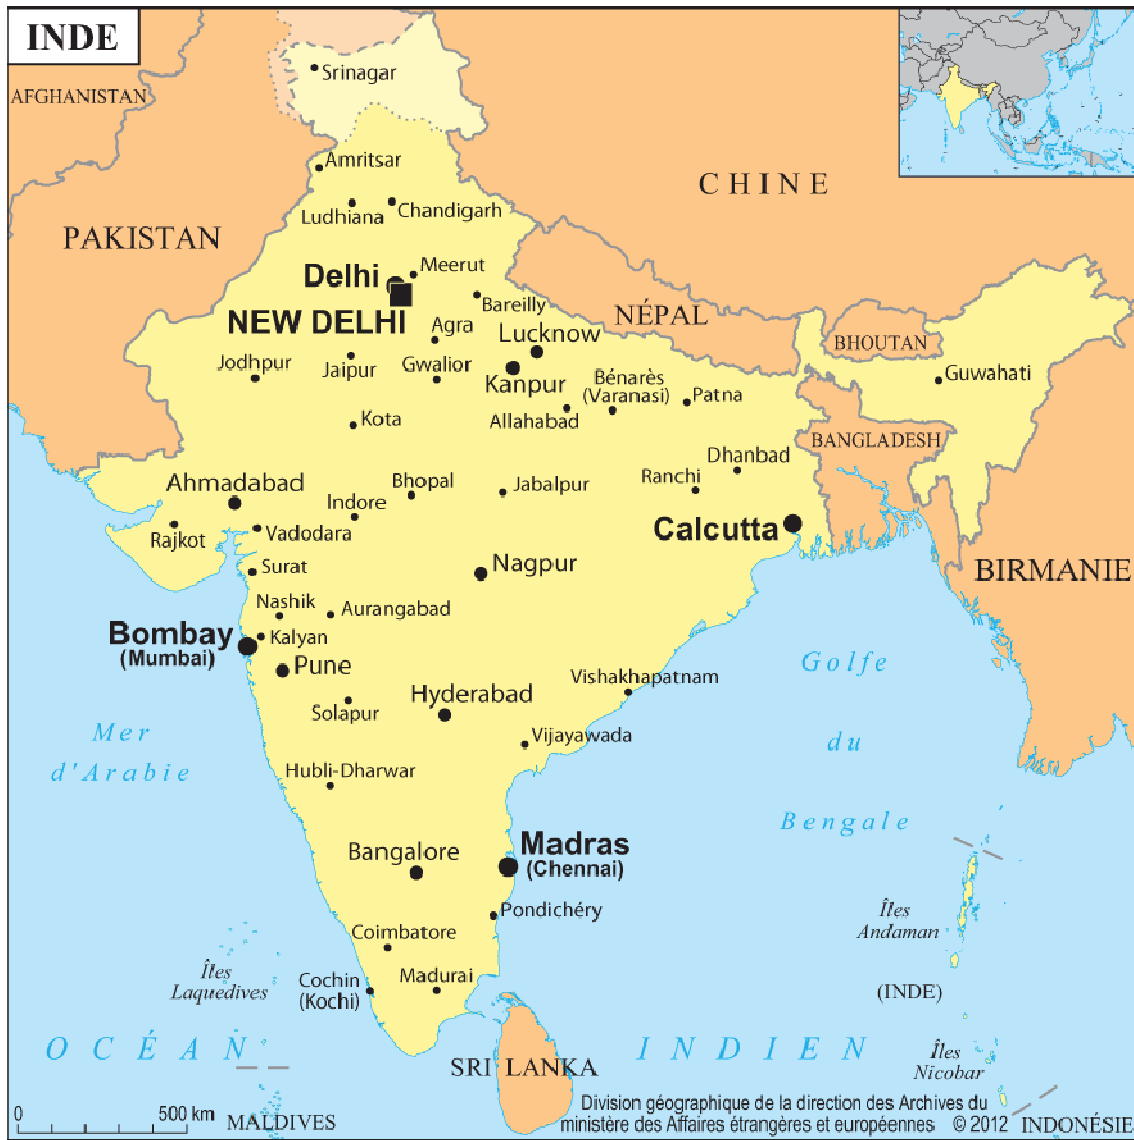 INDE
Srinagar
AFGHANISTAN
Amritsar
CHINE
Ludhiana
Chandigarh
PAKISTAN
Delhi
Meerut
NEW DELHI
Bareilly
NÉPAL
Agra
Lucknow
BHOUTAN
Jodhpur
Jaipur
Gwalior
Kanpur
Bénarès
(Varanasi)
Patna
Guwahati
Allahabad
Kota
BANGLADESH
Dhanbad
Ahmadabad
Bhopal
Jabalpur
Ranchi
Indore
Rajkot
Vadodara
Calcutta
Surat
Nagpur
BIRMANIE
Nashik
Aurangabad
Bombay
(Mumbai)
Kalyan
Pune
Golfe
Vishakhapatnam
Hyderabad
Solapur
Mer
d'Arabie
Vijayawada
du
Hubli-Dharwar
Bengale
Bangalore
Madras
(Chennai)
Pondichéry
Îles
Andaman
Coimbatore
Îles
Laquedives
Cochin
(Kochi)
Madurai
(INDE)
OCÉAN
INDIEN
SRI LANKA
Îles
Nicobar
0
500 km
MALDIVES
Division géographique de la direction des Archives du
ministère des Affaires étrangères et européennes © 2012
INDONÉSIE